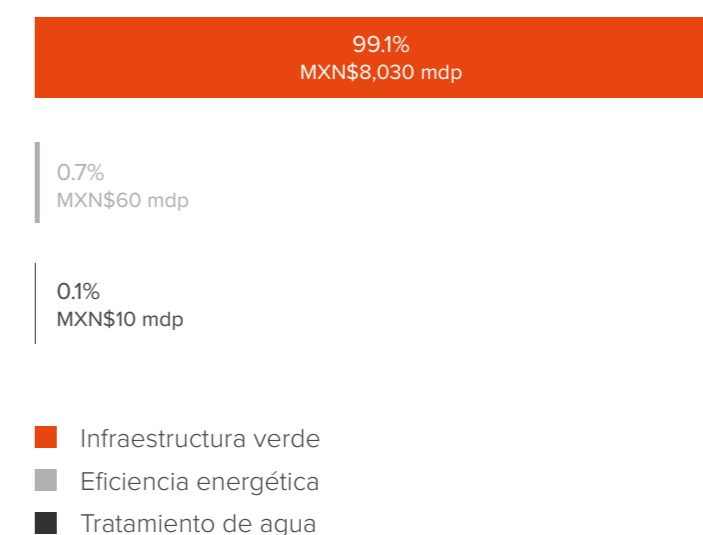 99.1%
MXN$8,030 mdp
0.7%
MXN$60 mdp
0.1%
MXN$10 mdp
Infraestructura verde
Eficiencia energética
Tratamiento de agua